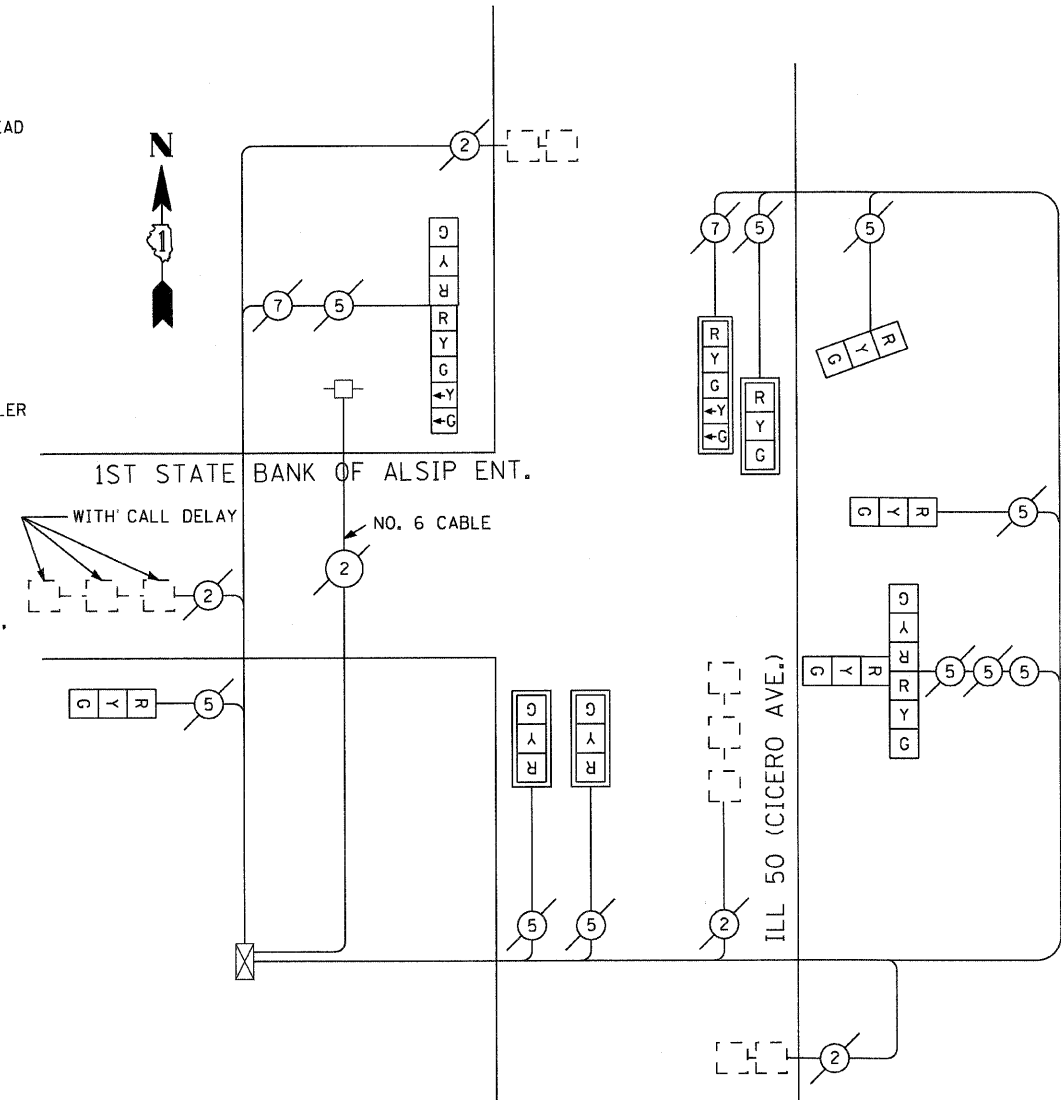 EAD
N
1
2
7
5
G
Y
R
R
Y
G
←Y
←G
7
5
5
R
Y
G
←Y
←G
R
Y
G
G Y R
LER
1ST STATE BANK OF ALSIP ENT.
WITH' CALL DELAY
NO. 6 CABLE
2
2
G Y R
5
G Y R
5
G
Y
R
R
Y
G
G Y R
5
5
5
G
Y
R
G
Y
R
5
5
2
ILL 50 (CICERO AVE.)
2